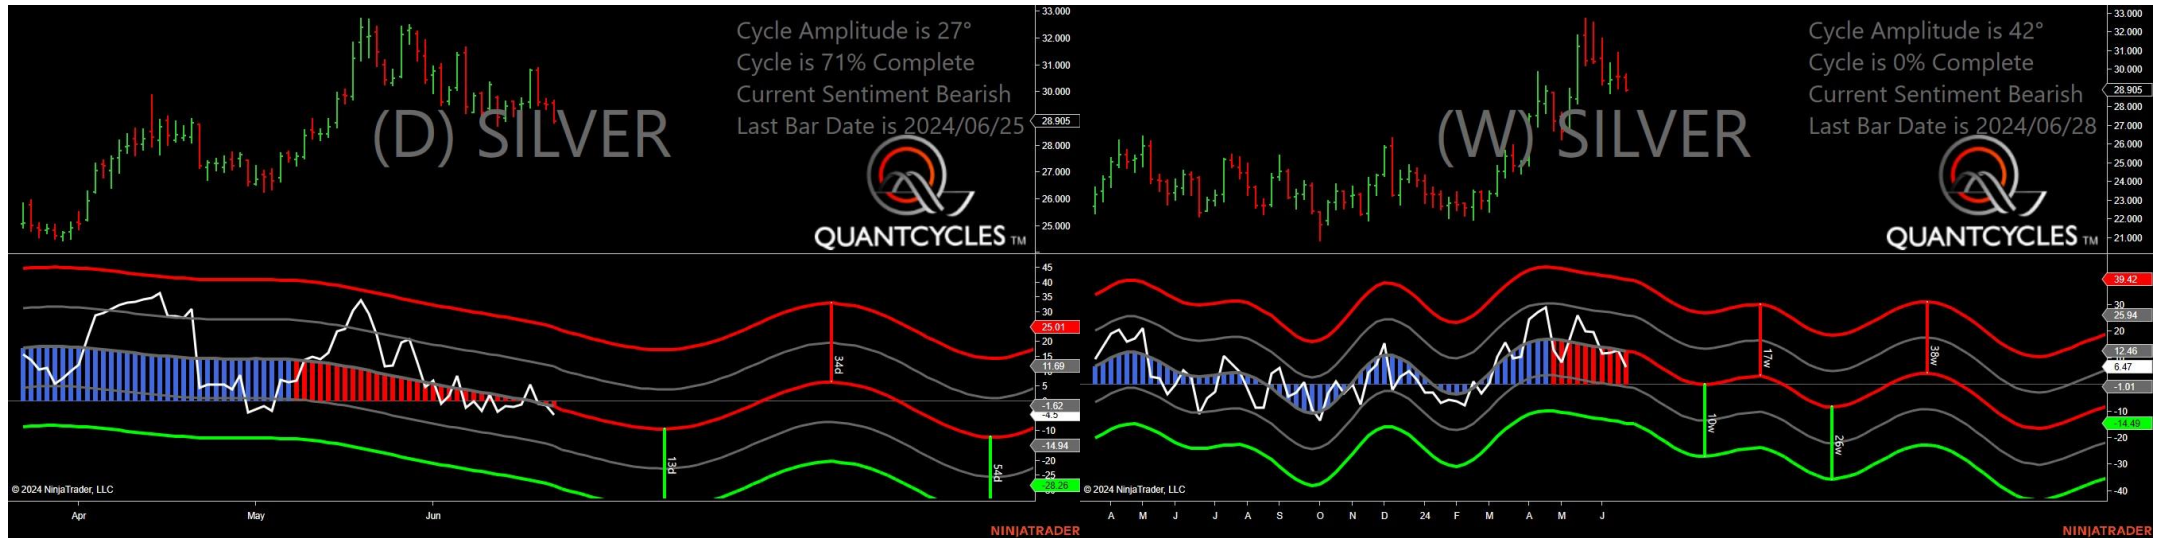 Cycle Amplitude is 27°
Cycle is 71% Complete
Current Sentiment Bearish
Last Bar Date is 2024/06/25
(D) SILVER
QUANTCYCLES TM
33.000
32.000
31.000
30.000
28.905
28.000
27.000
26.000
25.000
45
40
35
30
25.01
20
15
11.69
5
-1.62
-4.5
-10
-14.94
-20
-25
-28.26
13d
34d
54d
© 2024 NinjaTrader, LLC
Apr May Jun
NINJATRADER
Cycle Amplitude is 42°
Cycle is 0% Complete
Current Sentiment Bearish
Last Bar Date is 2024/06/28
(W) SILVER
QUANTCYCLES TM
33.000
32.000
31.000
30.000
28.905
28.000
27.000
26.000
25.000
24.000
23.000
22.000
21.000
39.42
30
25.94
20
12.46
6.47
-1.01
-10
-14.49
-20
-30
-40
10w
17w
26w
38w
© 2024 NinjaTrader, LLC
A M J J A S O N D 24 F M A M J
NINJATRADER